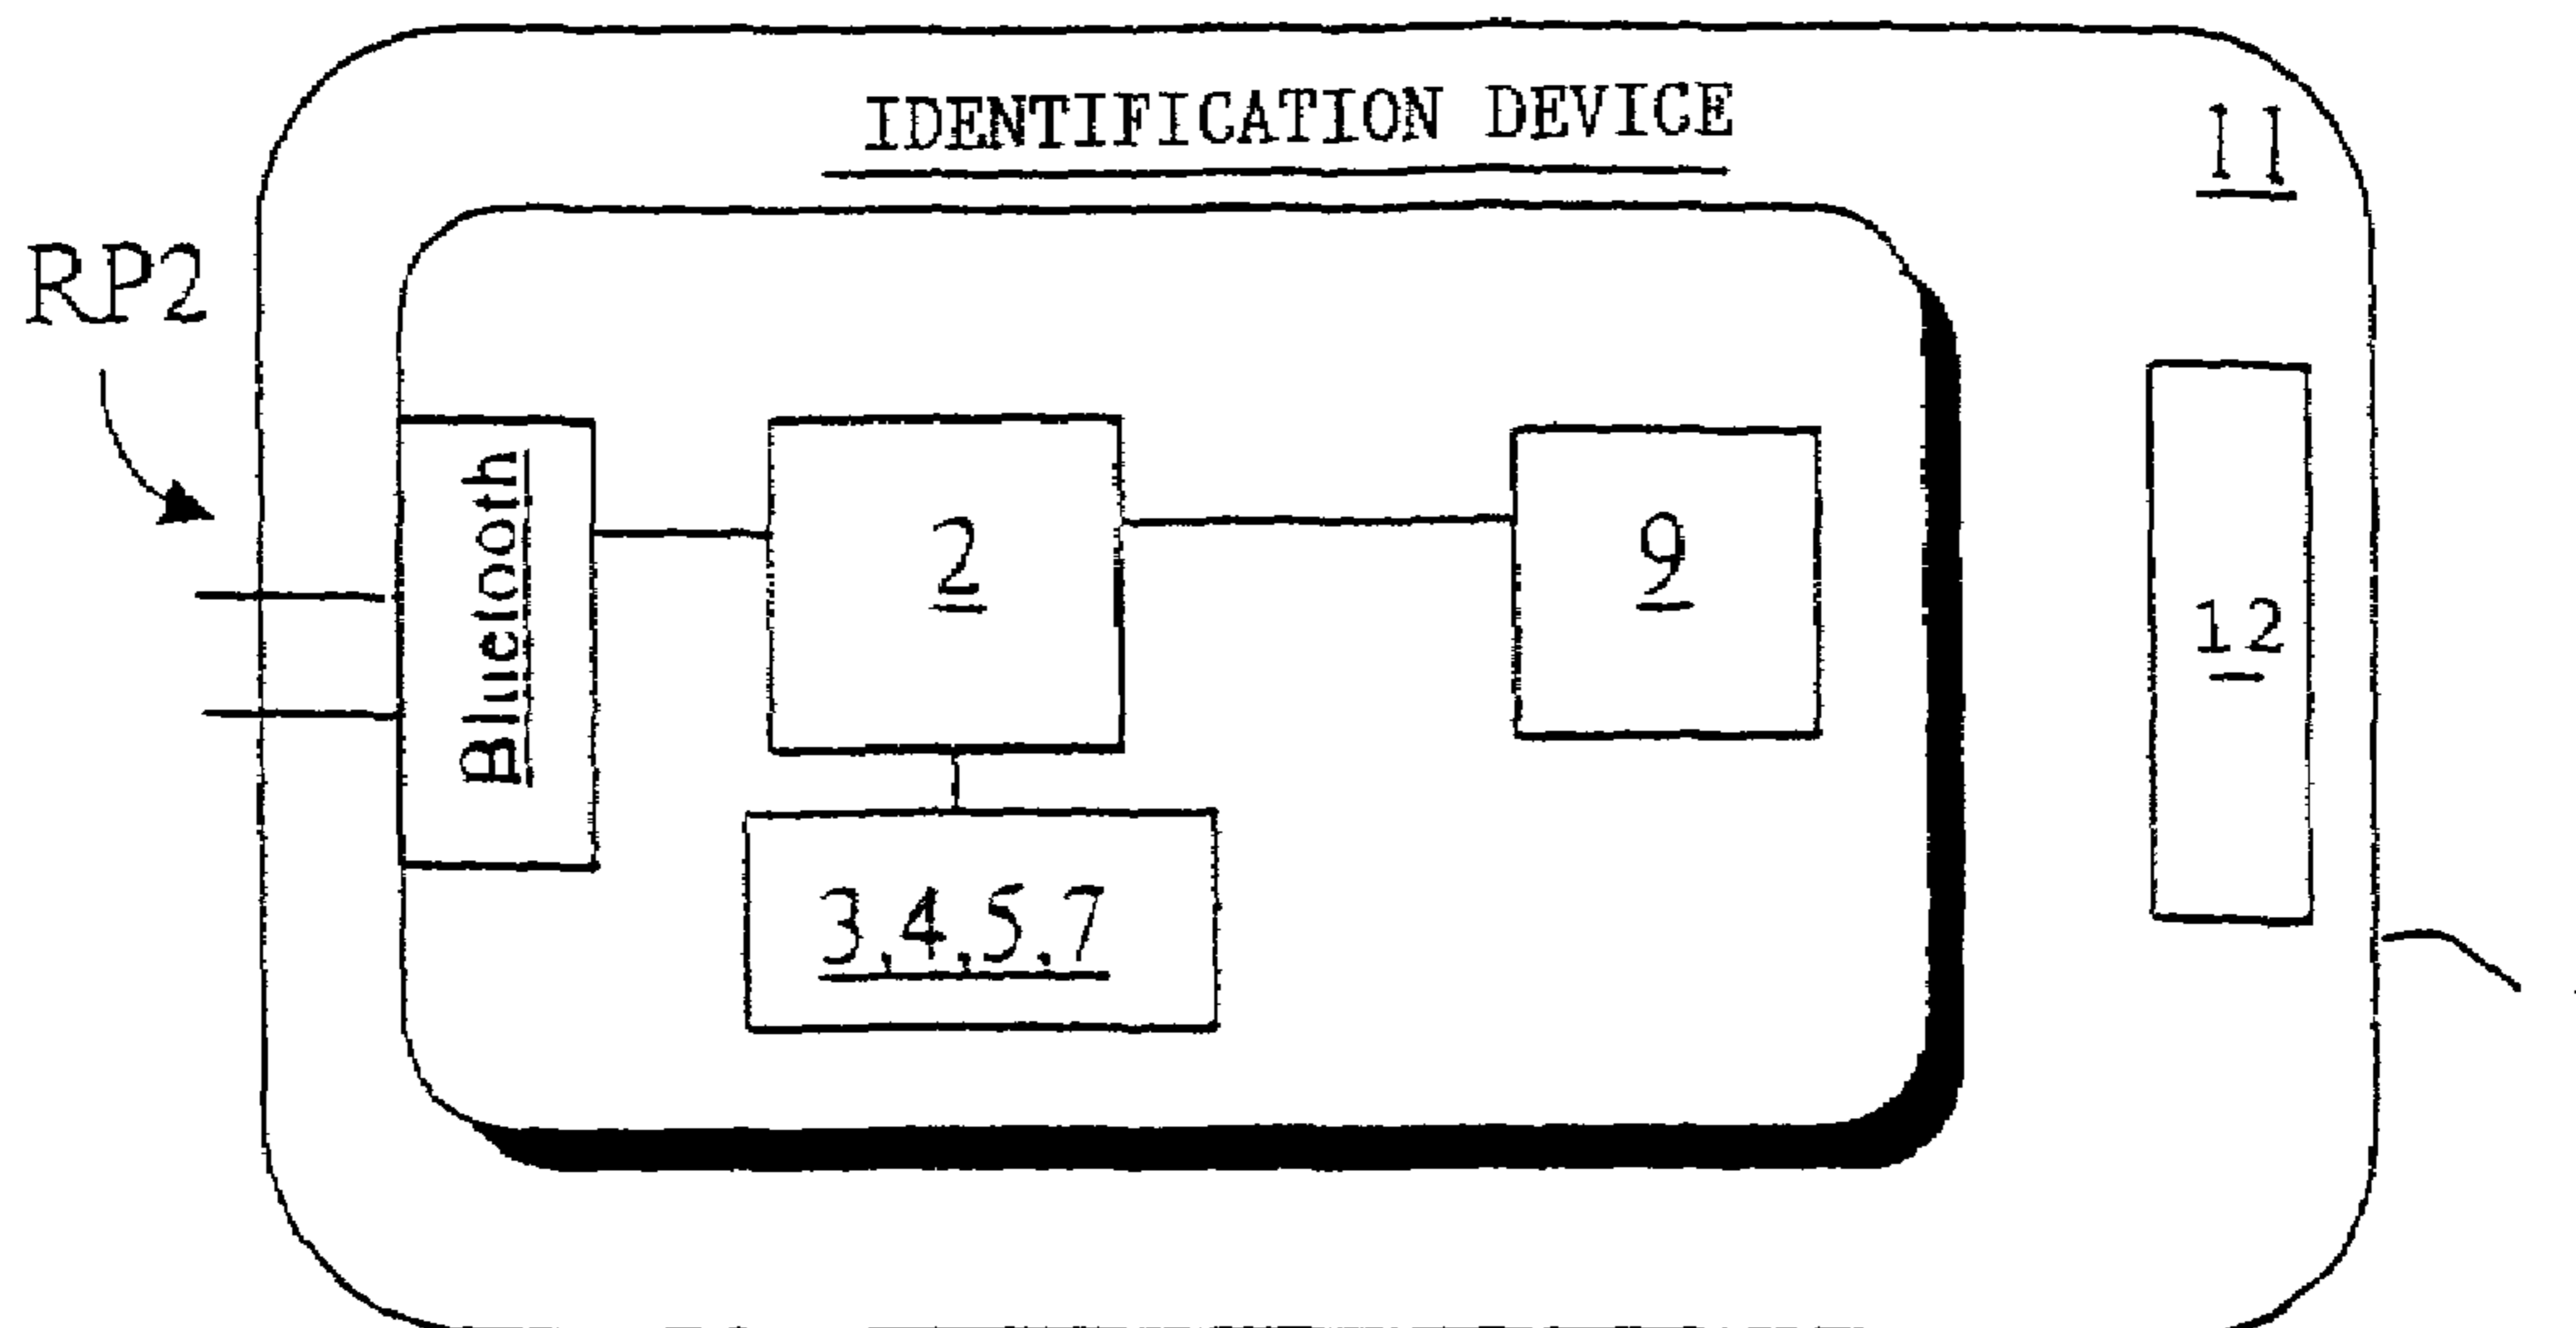 IDENTIFICATION DEVICE
11
RP2
Bluetooth
2
9
12
3,4,5.7